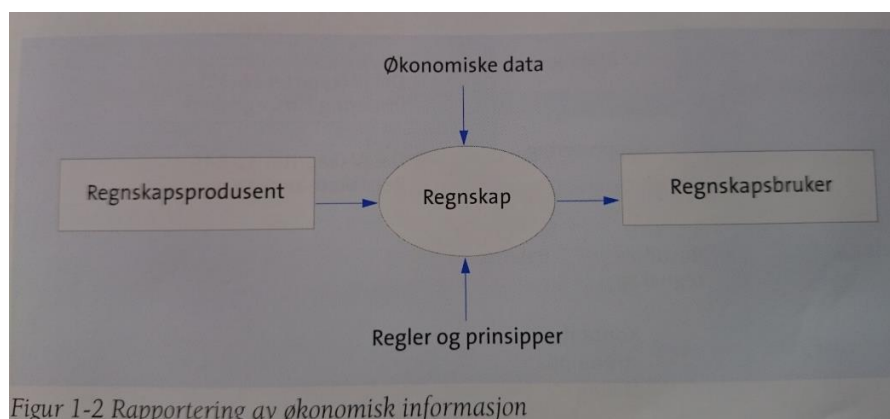 Økonomiske data
Regnskapsprodusent
Regnskap
Regnskapsbruker
Regler og prinsipper
Figur 1-2 Rapportering av økonomisk informasjon